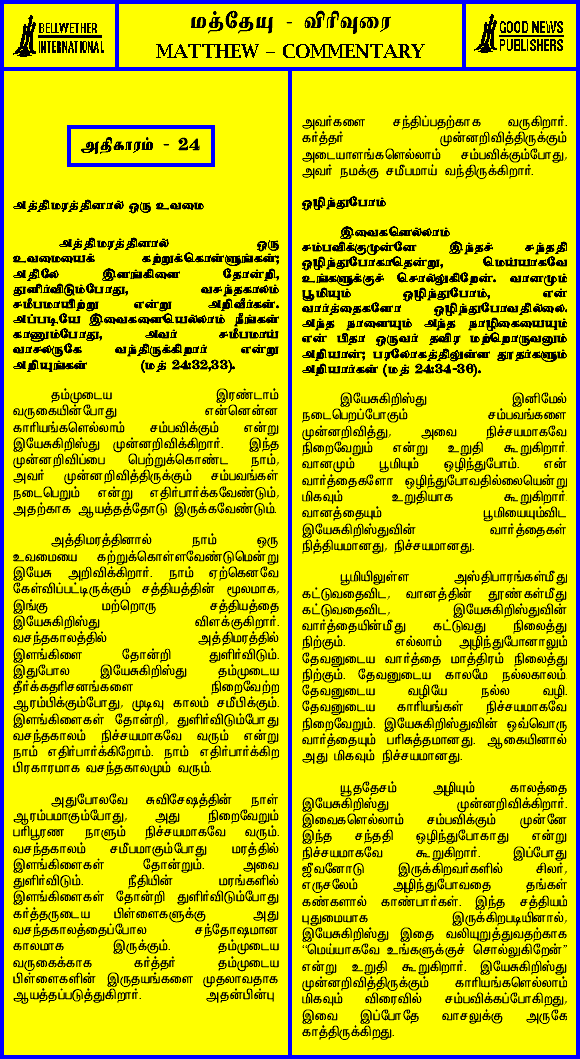 BELLWETHER
INTERNATIONAL
மத்தேயு - விரிவுரை
MATTHEW – COMMENTARY
GOOD NEWS
PUBLISHERS
அதிகாரம் - 24
அத்திமரத்தினால் ஒரு உவமை
அத்திமரத்தினால் ஒரு
உவமையைக் கற்றுக்கொள்ளுங்கள்;
அதிலே இளங்கிளை தோன்றி,
துளிர்விடும்போது, வசந்தகாலம்
சமீபமாயிற்று என்று அறிவீர்கள்.
அப்படியே இவைகளையெல்லாம் நீங்கள்
காணும்போது, அவர் சமீபமாய்
வாசலருகே வந்திருக்கிறார் என்று
அறியுங்கள் (மத் 24:32,33).
தம்முடைய இரண்டாம்
வருகையின்போது என்னென்ன
காரியங்களெல்லாம் சம்பவிக்கும் என்று
இயேசுகிறிஸ்து முன்னறிவிக்கிறார். இந்த
முன்னறிவிப்பை பெற்றுக்கொண்ட நாம்,
அவர் முன்னறிவித்திருக்கும் சம்பவங்கள்
நடைபெறும் என்று எதிர்பார்க்கவேண்டும்,
அதற்காக ஆயத்தத்தோடு இருக்கவேண்டும்.
அத்திமரத்தினால் நாம் ஒரு
உவமையை கற்றுக்கொள்ளவேண்டுமென்று
இயேசு அறிவிக்கிறார். நாம் ஏற்கெனவே
கேள்விப்பட்டிருக்கும் சத்தியத்தின் மூலமாக,
இங்கு மற்றொரு சத்தியத்தை
இயேசுகிறிஸ்து விளக்குகிறார்.
வசந்தகாலத்தில் அத்திமரத்தில்
இளங்கிளை தோன்றி துளிர்விடும்.
இதுபோல இயேசுகிறிஸ்து தம்முடைய
தீர்க்கதரிசனங்களை நிறைவேற்ற
ஆரம்பிக்கும்போது, முடிவு காலம் சமீபிக்கும்.
இளங்கிளைகள் தோன்றி, துளிர்விடும்போது
வசந்தகாலம் நிச்சயமாகவே வரும் என்று
நாம் எதிர்பார்க்கிறோம். நாம் எதிர்பார்க்கிற
பிரகாரமாக வசந்தகாலமும் வரும்.
அதுபோலவே சுவிசேஷத்தின் நாள்
ஆரம்பமாகும்போது, அது நிறைவேறும்
பரிபூரண நாளும் நிச்சயமாகவே வரும்.
வசந்தகாலம் சமீபமாகும்போது மரத்தில்
இளங்கிளைகள் தோன்றும். அவை
துளிர்விடும். நீதியின் மரங்களில்
இளங்கிளைகள் தோன்றி துளிர்விடும்போது
கர்த்தருடைய பிள்ளைகளுக்கு அது
வசந்தகாலத்தைப்போல சந்தோஷமான
காலமாக இருக்கும். தம்முடைய
வருகைக்காக கர்த்தர் தம்முடைய
பிள்ளைகளின் இருதயங்களை முதலாவதாக
ஆயத்தப்படுத்துகிறார். அதன்பின்பு
அவர்களை சந்திப்பதற்காக வருகிறார்.
கர்த்தர் முன்னறிவித்திருக்கும்
அடையாளங்களெல்லாம் சம்பவிக்கும்போது,
அவர் நமக்கு சமீபமாய் வந்திருக்கிறார்.
ஒழிந்துபோம்
இவைகளெல்லாம்
சம்பவிக்குமுன்னே இந்தச் சந்ததி
ஒழிந்துபோகாதென்று, மெய்யாகவே
உங்களுக்குச் சொல்லுகிறேன். வானமும்
பூமியும் ஒழிந்துபோம், என்
வார்த்தைகளோ ஒழிந்துபோவதில்லை.
அந்த நாளையும் அந்த நாழிகையையும்
என் பிதா ஒருவர் தவிர மற்றொருவனும்
அறியான்; பரலோகத்திலுள்ள தூதர்களும்
அறியார்கள் (மத் 24:34-36).
இயேசுகிறிஸ்து இனிமேல்
நடைபெறப்போகும் சம்பவங்களை
முன்னறிவித்து, அவை நிச்சயமாகவே
நிறைவேறும் என்று உறுதி கூறுகிறார்.
வானமும் பூமியும் ஒழிந்துபோம். என்
வார்த்தைகளோ ஒழிந்துபோவதில்லையென்று
மிகவும் உறுதியாக கூறுகிறார்.
வானத்தையும் பூமியையும்விட
இயேசுகிறிஸ்துவின் வார்த்தைகள்
நித்தியமானது, நிச்சயமானது.
பூமியிலுள்ள அஸ்திபாரங்கள்மீது
கட்டுவதைவிட, வானத்தின் தூண்கள்மீது
கட்டுவதைவிட, இயேசுகிறிஸ்துவின்
வார்த்தையின்மீது கட்டுவது நிலைத்து
நிற்கும். எல்லாம் அழிந்துபோனாலும்
தேவனுடைய வார்த்தை மாத்திரம் நிலைத்து
நிற்கும். தேவனுடைய காலமே நல்லகாலம்.
தேவனுடைய வழியே நல்ல வழி.
தேவனுடைய காரியங்கள் நிச்சயமாகவே
நிறைவேறும். இயேசுகிறிஸ்துவின் ஒவ்வொரு
வார்த்தையும் பரிசுத்தமானது. ஆகையினால்
அது மிகவும் நிச்சயமானது.
யூததேசம் அழியும் காலத்தை
இயேசுகிறிஸ்து முன்னறிவிக்கிறார்.
இவைகளெல்லாம் சம்பவிக்கும் முன்னே
இந்த சந்ததி ஒழிந்துபோகாது என்று
நிச்சயமாகவே கூறுகிறார். இப்போது
ஜீவனோடு இருக்கிறவர்களில் சிலர்,
எருசலேம் அழிந்துபோவதை தங்கள்
கண்களால் காண்பார்கள். இந்த சத்தியம்
புதுமையாக இருக்கிறபடியினால்,
இயேசுகிறிஸ்து இதை வலியுறுத்துவதற்காக
“மெய்யாகவே உங்களுக்குச் சொல்லுகிறேன்”
என்று உறுதி கூறுகிறார். இயேசுகிறிஸ்து
முன்னறிவித்திருக்கும் காரியங்களெல்லாம்
மிகவும் விரைவில் சம்பவிக்கப்போகிறது,
இவை இப்போதே வாசலுக்கு அருகே
காத்திருக்கிறது.